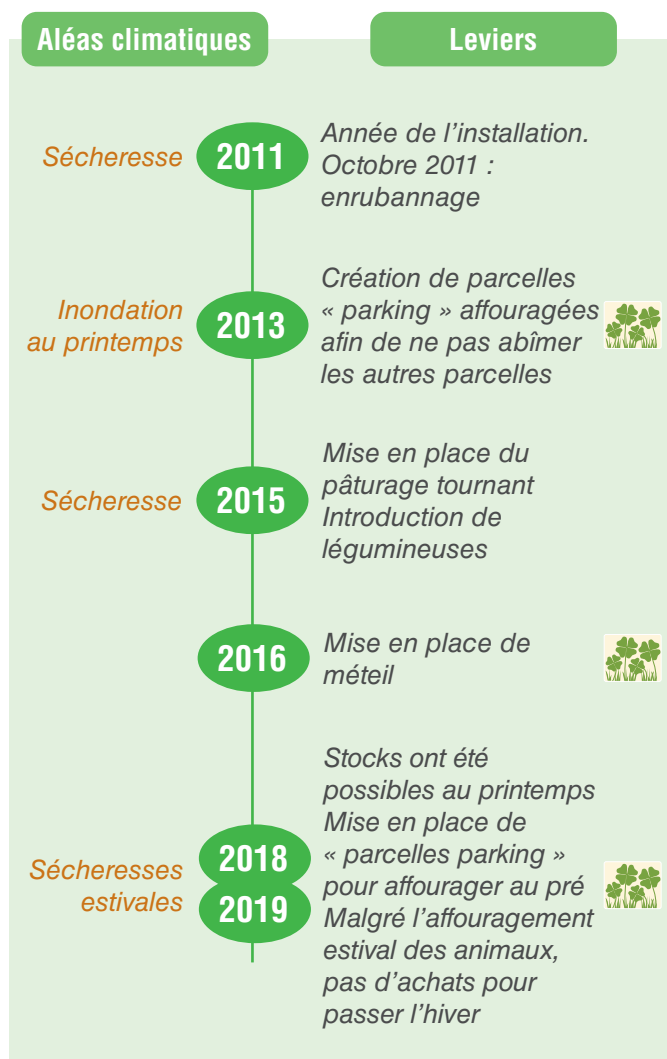 Aléas climatiques
Leviers
Sécheresse
2011
Année de l’installation.
Octobre 2011 :
enrubannage
Inondation
au printemps
2013
Création de parcelles
« parking » affouragées
afin de ne pas abîmer
les autres parcelles
Sécheresse
2015
Mise en place du
pâturage tournant
Introduction de
légumineuses
2016
Mise en place de
méteil
Sécheresses
estivales
2018
2019
Stocks ont été
possibles au printemps
Mise en place de
« parcelles parking »
pour affourager au pré
Malgré l’affouragement
estival des animaux,
pas d’achats pour
passer l’hiver